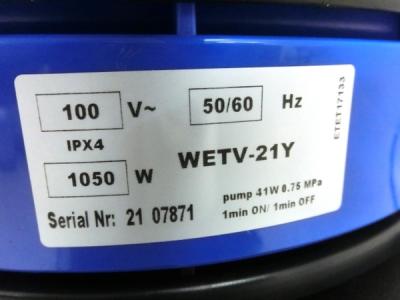 100 V~ 50/60 Hz
IPX4
1050 W WETV-21Y
pump 41W 0.75 MPa
Serial Nr: 21 07871 1min ON/ 1min OFF
ETET17133